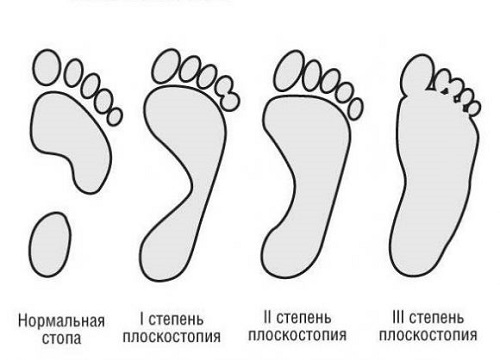 Нормальная
стопа
I степень
плоскостопия
II степень
плоскостопия
III степень
плоскостопия